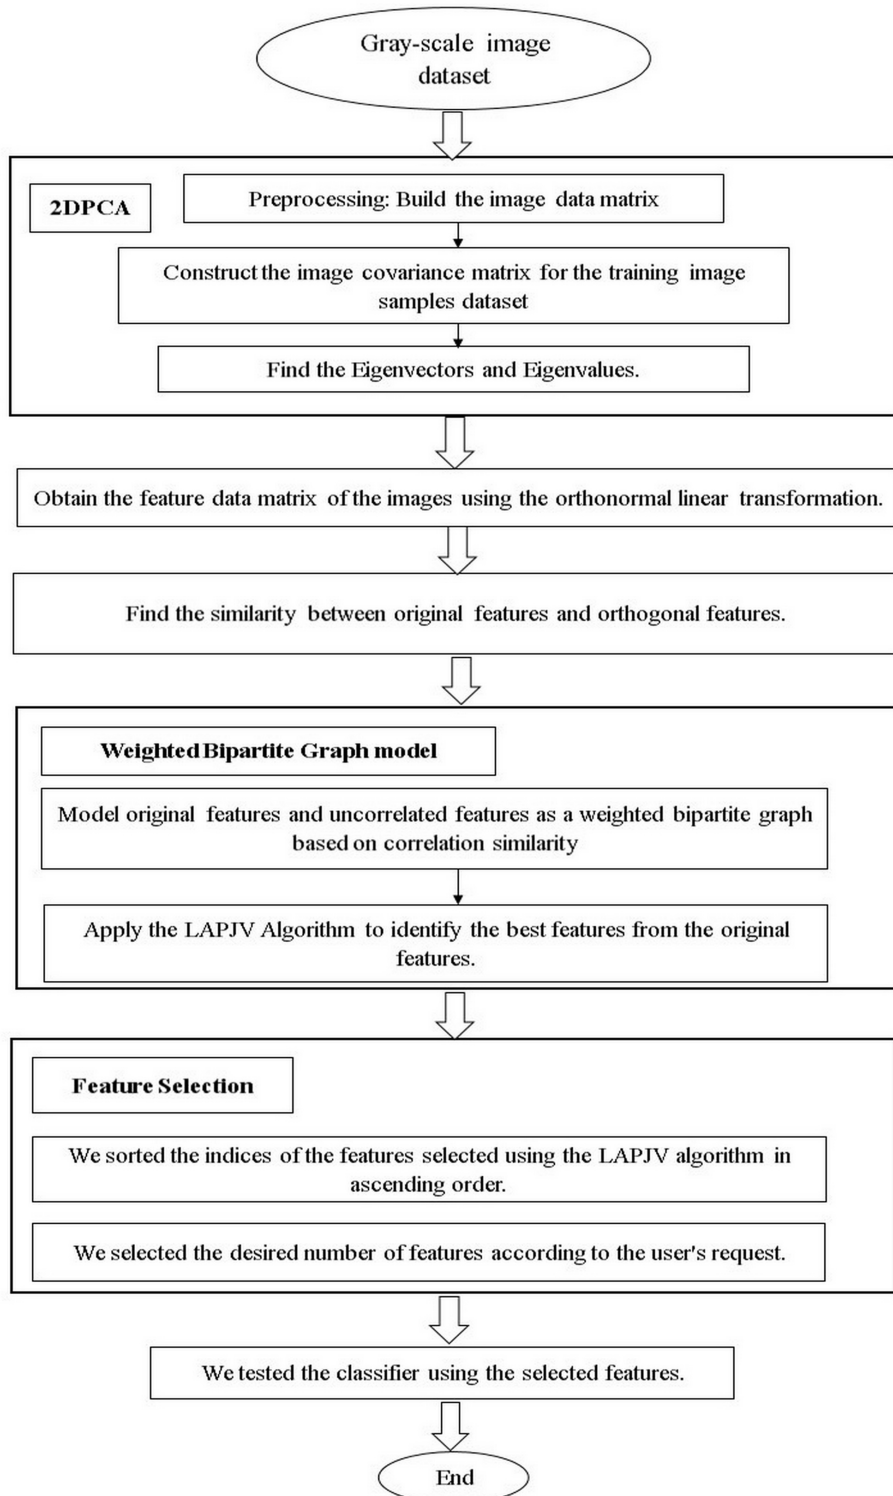 Gray-scale image
dataset
2DPCA
Preprocessing: Build the image data matrix
Construct the image covariance matrix for the training image
samples dataset
Find the Eigenvectors and Eigenvalues.
Obtain the feature data matrix of the images using the orthonormal linear transformation.
Find the similarity between original features and orthogonal features.
Weighted Bipartite Graph model
Model original features and uncorrelated features as a weighted bipartite graph
based on correlation similarity
Apply the LAPJV Algorithm to identify the best features from the original
features.
Feature Selection
We sorted the indices of the features selected using the LAPJV algorithm in
ascending order.
We selected the desired number of features according to the user's request.
We tested the classifier using the selected features.
End